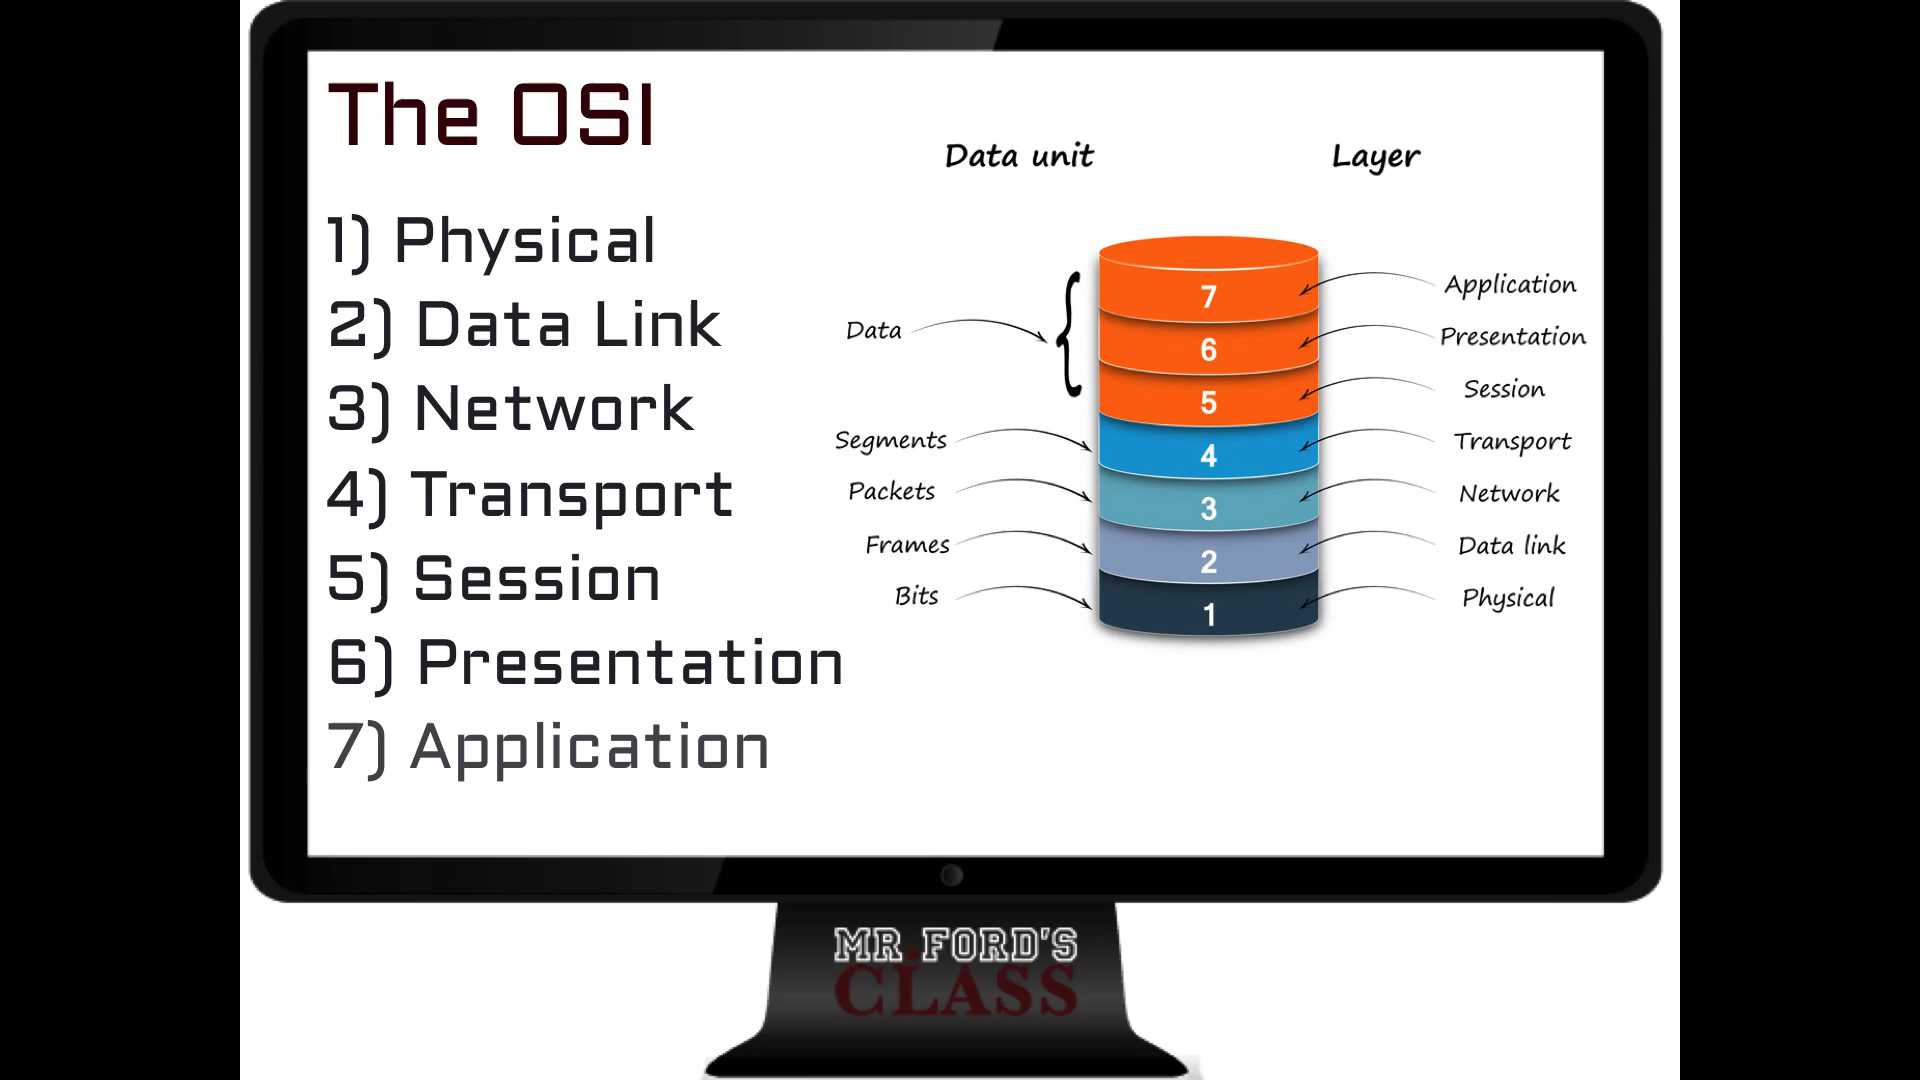 The OSI
1) Physical
2) Data Link
3) Network
4) Transport
5) Session
6) Presentation
7) Application
Data unit
Layer
Data
Segments
Packets
Frames
Bits
7
6
5
4
3
2
1
Application
Presentation
Session
Transport
Network
Data link
Physical
MR FORD'S
CLASS